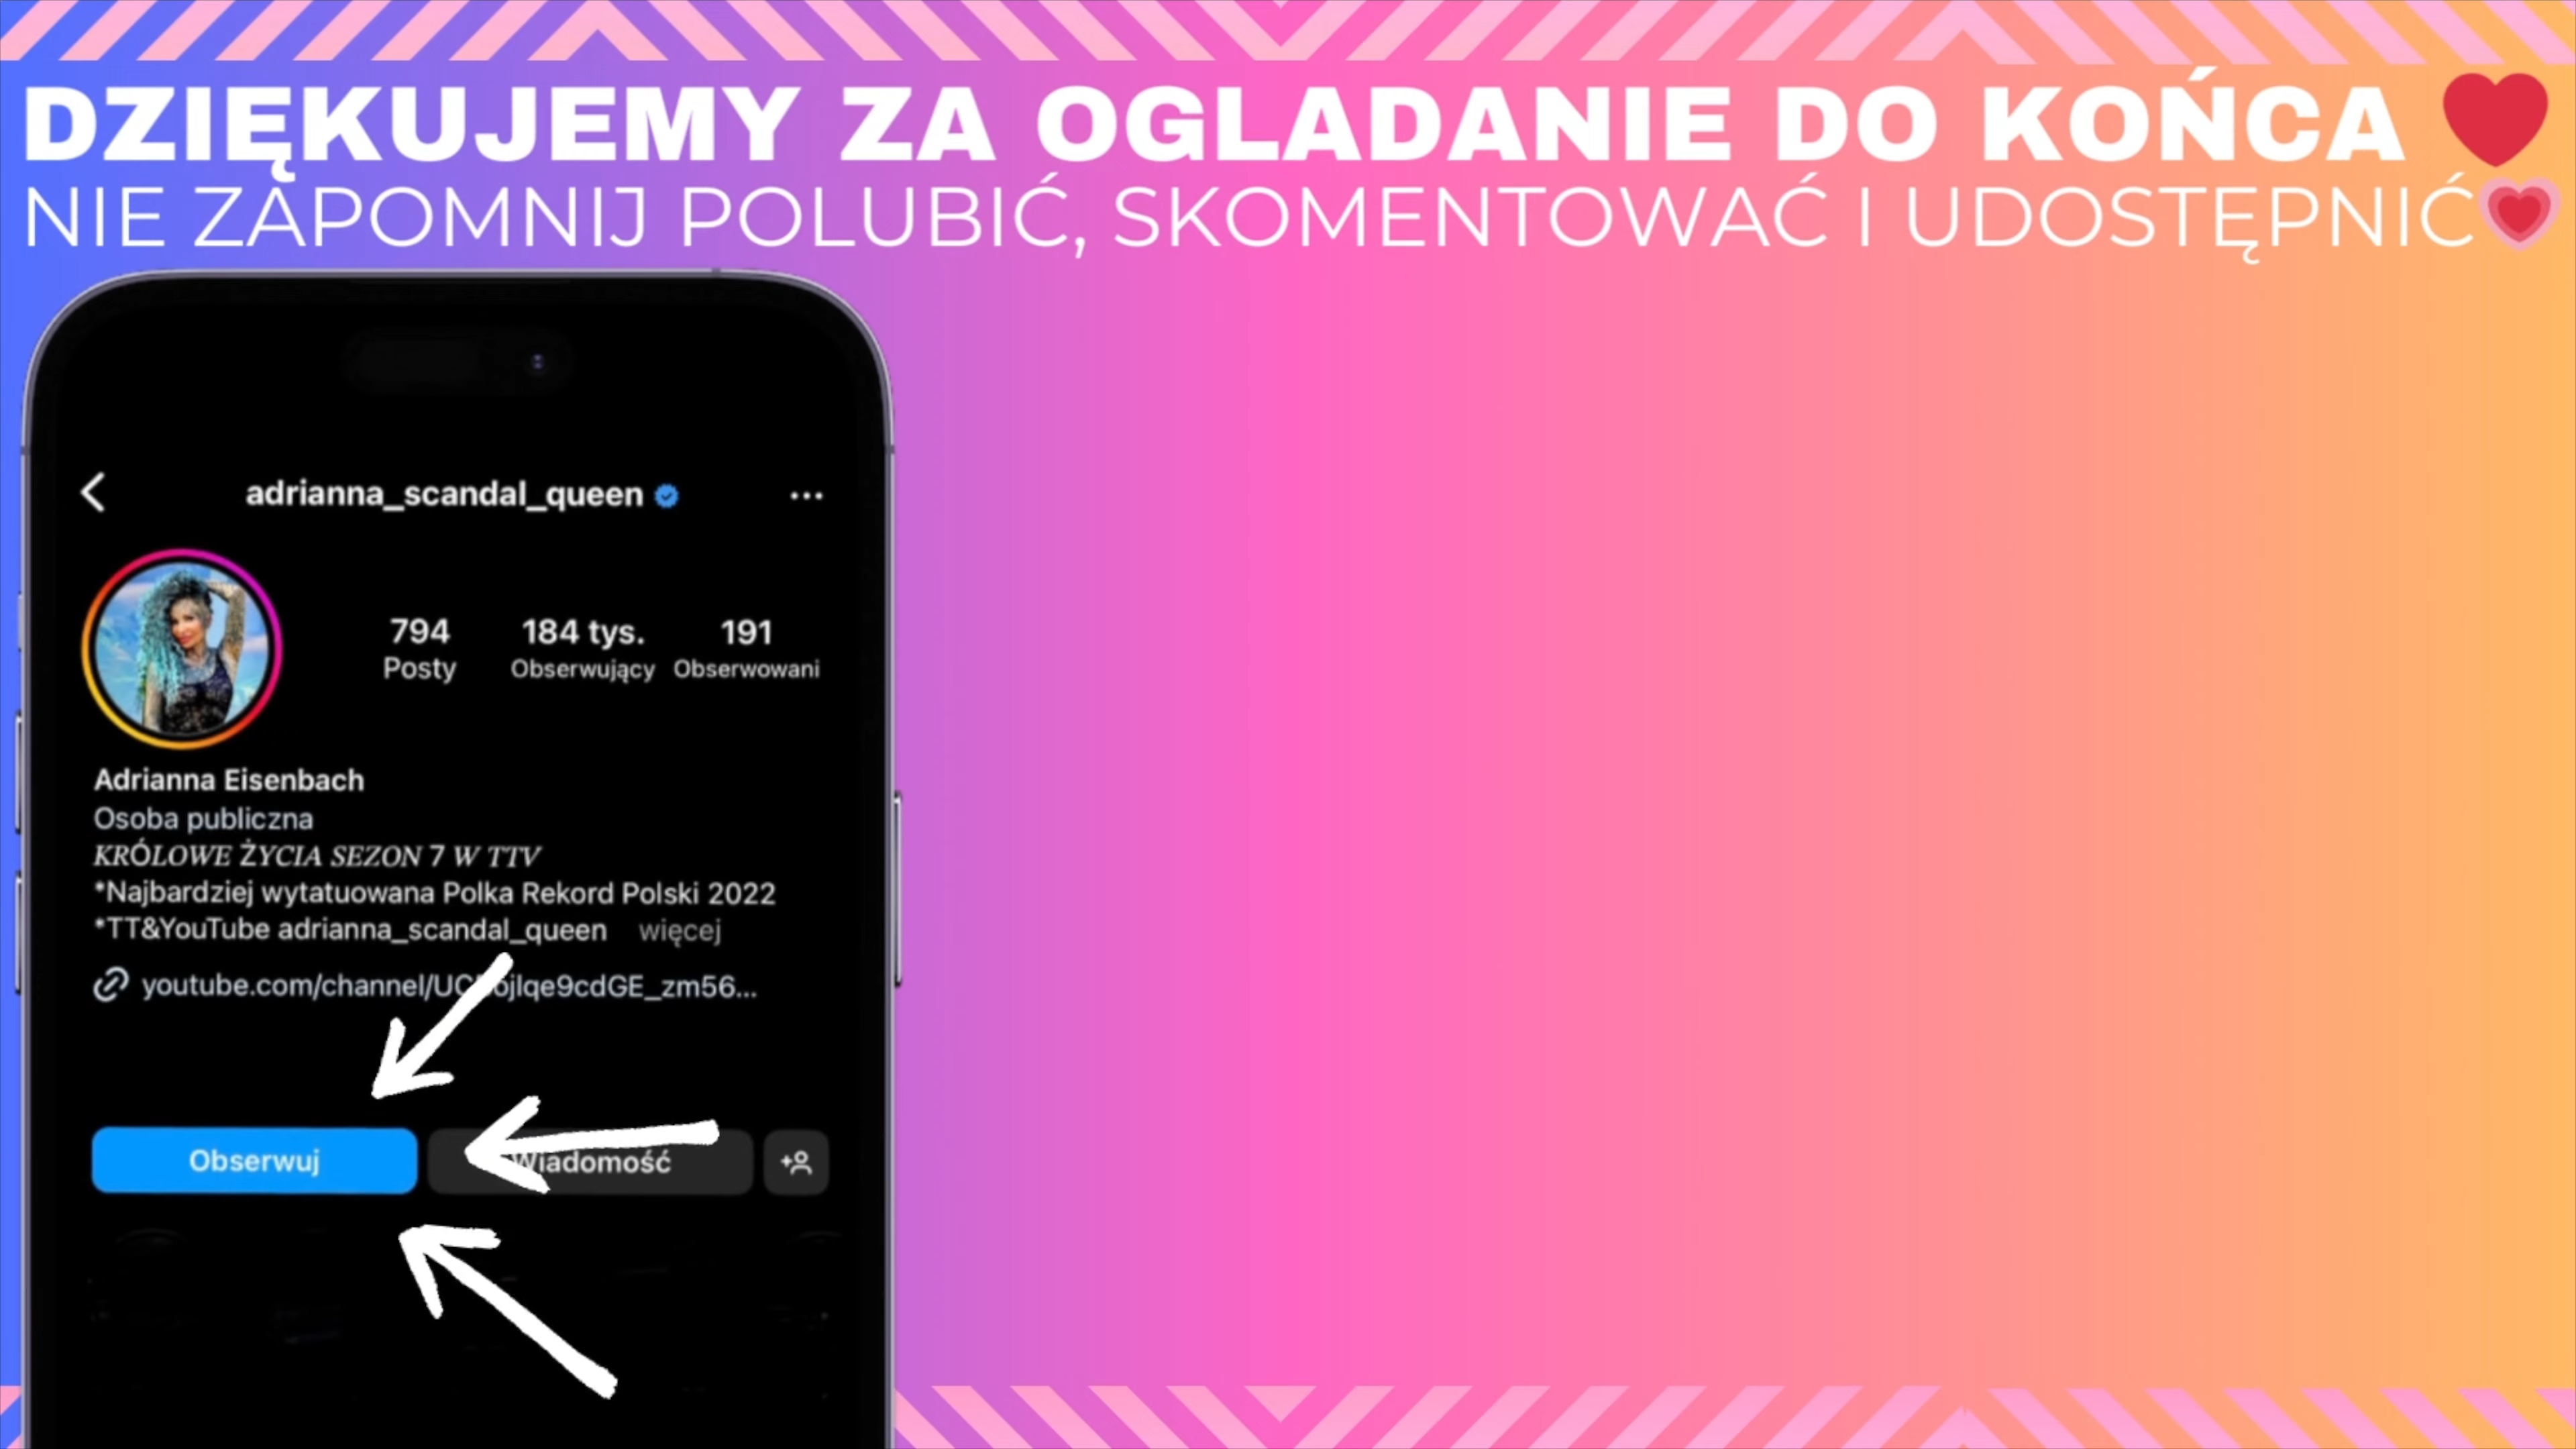 DZIĘKUJEMY ZA OGLADANIE DO KOŃCA
NIE ZAPOMNIJ POLUBIĆ, SKOMENTOWAĆ I UDOSTĘPNIĆ
adrianna_scandal_queen
794 184 tys. 191
Posty Obserwujący Obserwowani
Adrianna Eisenbach
Osoba publiczna
KRÓLOWE ŻYCIA SEZON 7 W TTV
*Najbardziej wytatuowana Polka Rekord Polski 2022
*TT&YouTube adrianna_scandal_queen więcej
Obserwuj Wiadomość